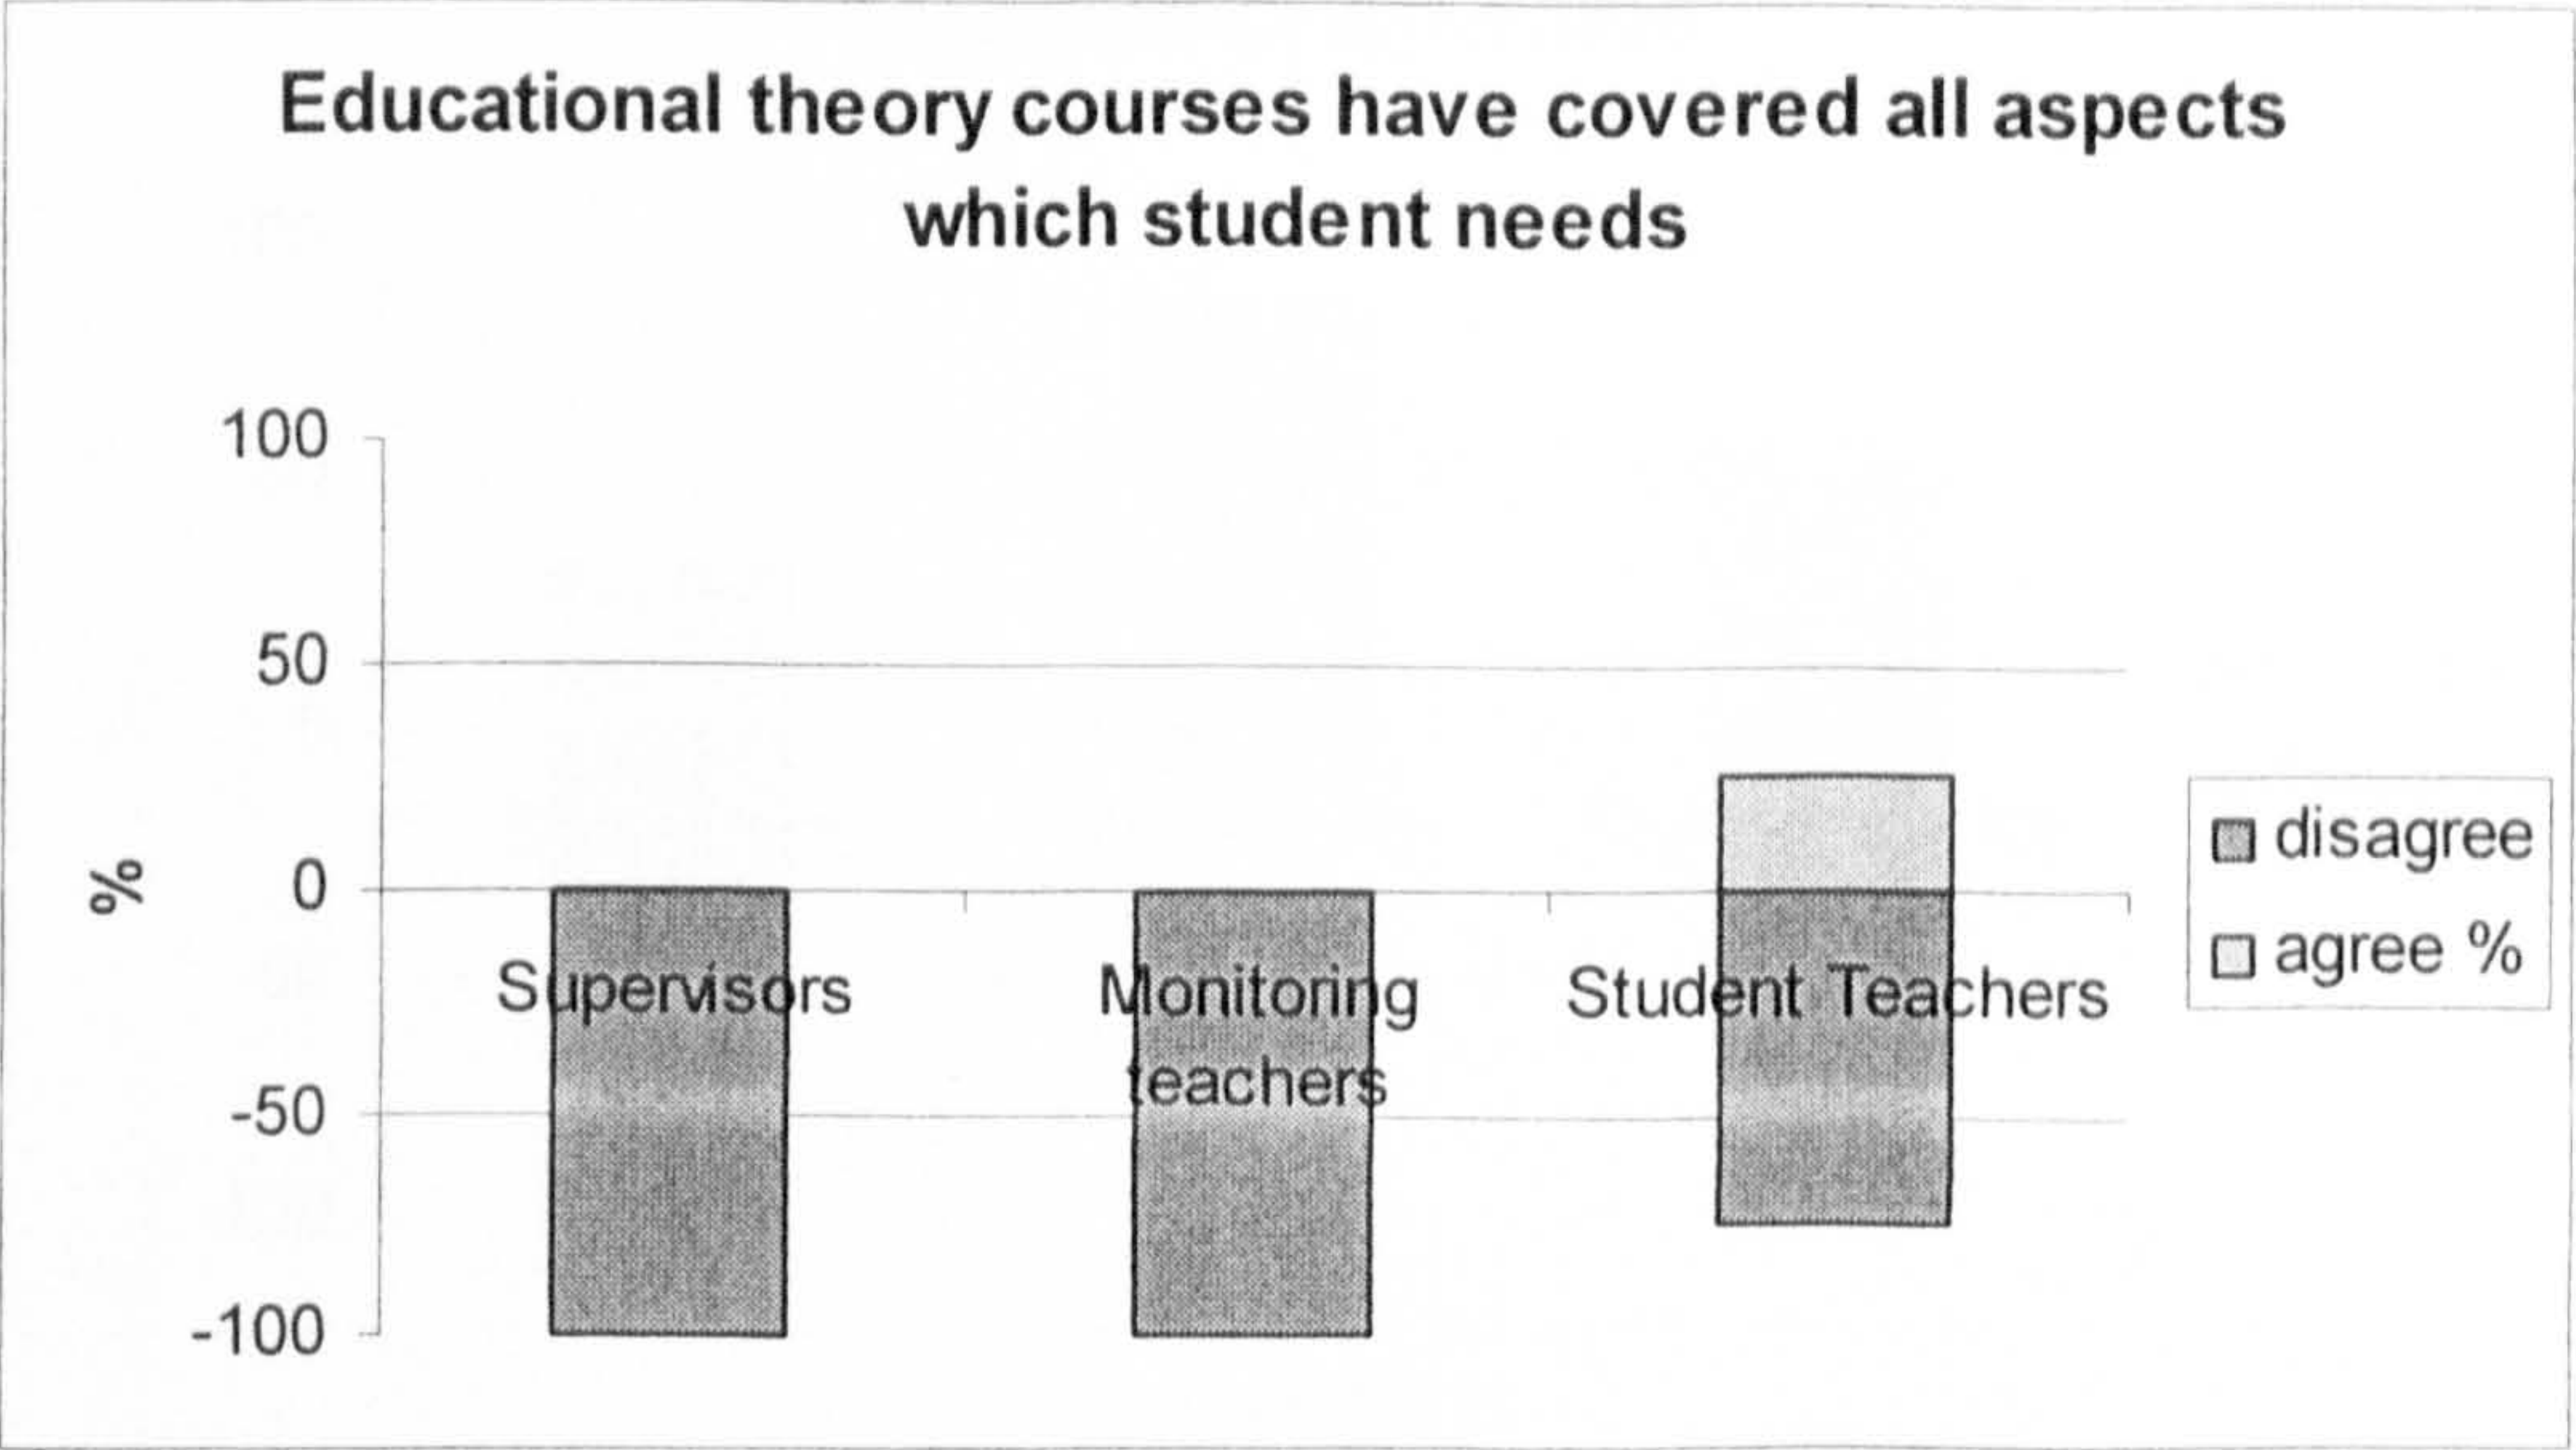 Educational theory courses have covered all aspects
which student needs
100
50
0
-50
-100
%
Supervisors
Monitoring
teachers
Student Teachers
disagree
agree %